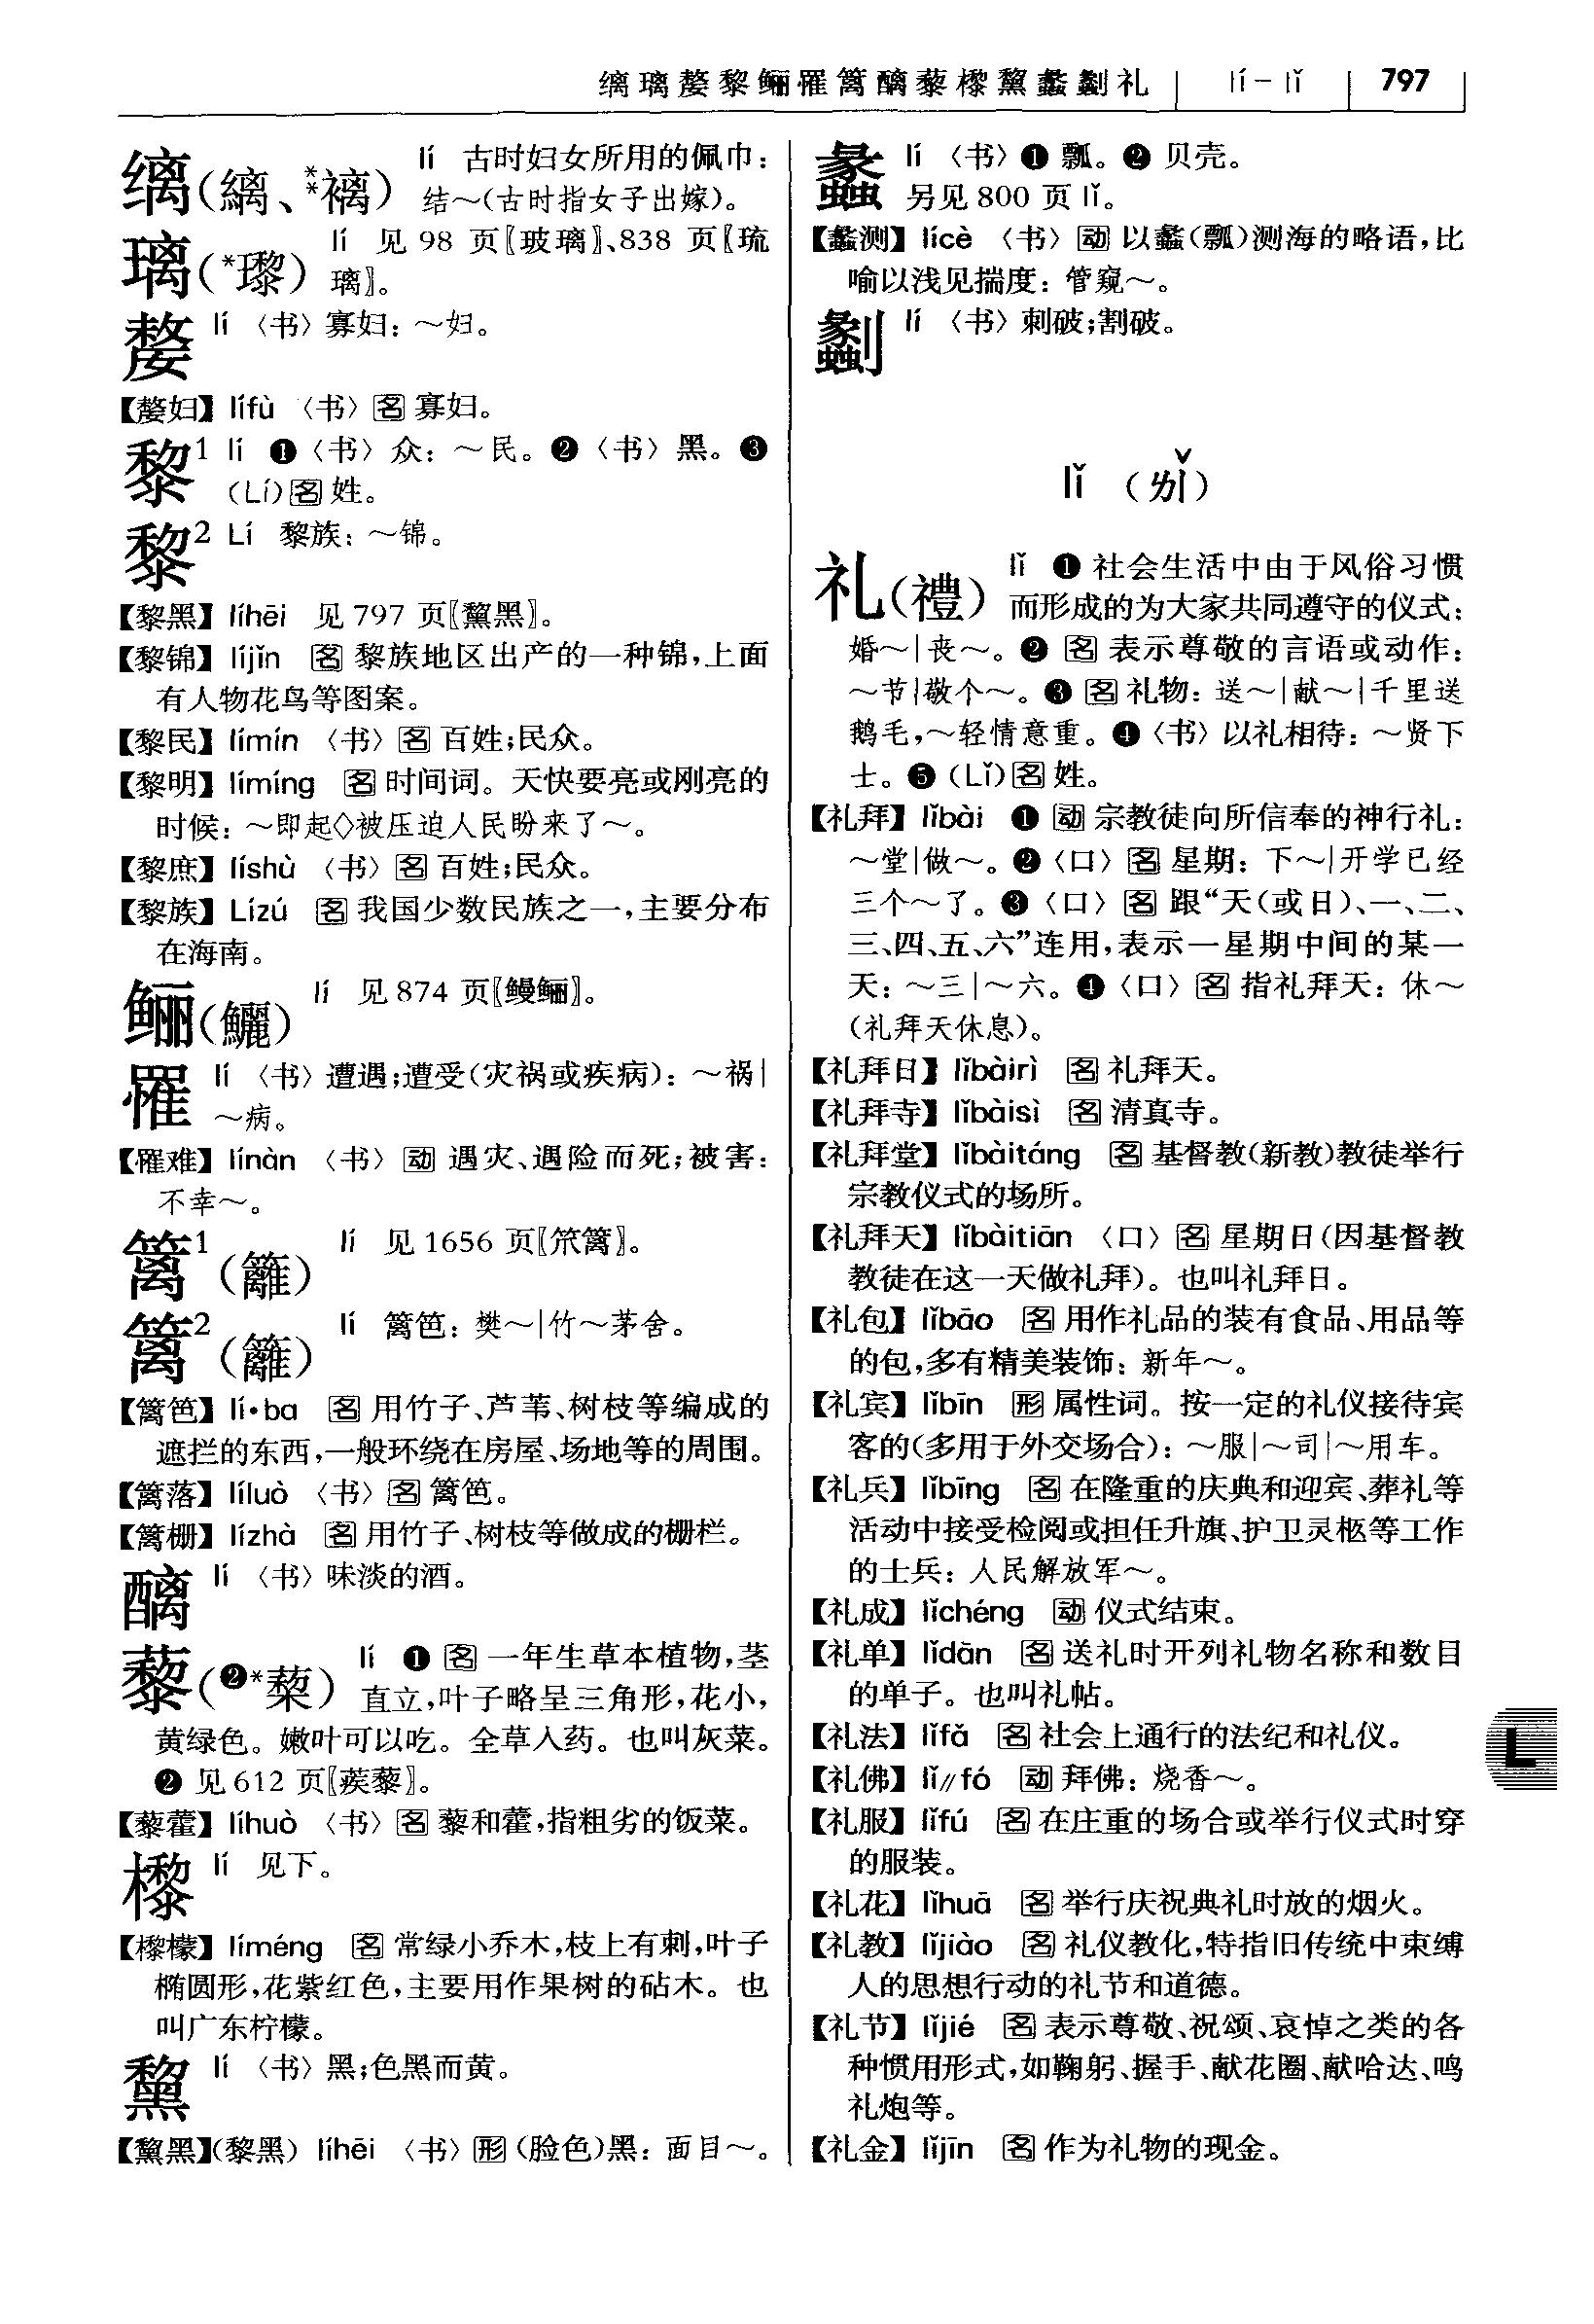 缡璃嫠黎鲡罹篱醨藜檫黧蠡劙礼 lí－lǐ 797
缡(縭、**褵) lí 古时妇女所用的佩巾：
结～(古时指女子出嫁)。
璃(*瓈) lí 见 98 页〖玻璃〗、838 页〖琉
璃〗。
嫠 lí 〈书〉寡妇：～妇。
【嫠妇】lífù 〈书〉名 寡妇。
黎1 lí ❶〈书〉众：～民。❷〈书〉黑。❸
(Lí)名 姓。
黎2 Lí 黎族：～锦。
【黎黑】líhēi 见 797 页〖黧黑〗。
【黎锦】líjǐn 名 黎族地区出产的一种锦，上面
有人物花鸟等图案。
【黎民】límín 〈书〉名 百姓；民众。
【黎明】límíng 名 时间词。天快要亮或刚亮的
时候：～即起◇被压迫人民盼来了～。
【黎庶】líshù 〈书〉名 百姓；民众。
【黎族】Lízú 名 我国少数民族之一，主要分布
在海南。
鲡(鱺) lí 见 874 页〖鳗鲡〗。
罹 lí 〈书〉遭遇；遭受(灾祸或疾病)：～祸|
～病。
【罹难】línàn 〈书〉动 遇灾、遇险而死；被害：
不幸～。
篱1(籬) lí 见 1656 页〖笊篱〗。
篱2(籬) lí 篱笆：樊～|竹～茅舍。
【篱笆】lí·ba 名 用竹子、芦苇、树枝等编成的
遮拦的东西，一般环绕在房屋、场地等的周围。
【篱落】líluò 〈书〉名 篱笆。
【篱栅】lízhà 名 用竹子、树枝等做成的栅栏。
醨 lí 〈书〉味淡的酒。
藜(❷*蔾) lí ❶ 名 一年生草本植物，茎
直立，叶子略呈三角形，花小，
黄绿色。嫩叶可以吃。全草入药。也叫灰菜。
❷ 见 612 页〖蒺藜〗。
【藜藿】líhuò 〈书〉名 藜和藿，指粗劣的饭菜。
檫 lí 见下。
【檫檬】líméng 名 常绿小乔木，枝上有刺，叶子
椭圆形，花紫红色，主要用作果树的砧木。也
叫广东柠檬。
黧 lí 〈书〉黑；色黑而黄。
【黧黑】(黎黑) líhēi 〈书〉形 (脸色)黑：面目～。
蠡 lí 〈书〉❶ 瓢。❷ 贝壳。
另见 800 页 lǐ。
【蠡测】lícè 〈书〉动 以蠡(瓢)测海的略语，比
喻以浅见揣度：管窥～。
劙 lí 〈书〉刺破；割破。
lǐ (ㄌㄧˇ)
礼(禮) lǐ ❶ 社会生活中由于风俗习惯
而形成的为大家共同遵守的仪式：
婚～|丧～。❷ 名 表示尊敬的言语或动作：
～节|敬个～。❸ 名 礼物：送～|献～|千里送
鹅毛，～轻情意重。❹〈书〉以礼相待：～贤下
士。❺ (Lǐ)名 姓。
【礼拜】lǐbài ❶ 动 宗教徒向所信奉的神行礼：
～堂|做～。❷〈口〉名 星期：下～|开学已经
三个～了。❸〈口〉名 跟“天(或日)、一、二、
三、四、五、六”连用，表示一星期中间的某一
天：～三|～六。❹〈口〉名 指礼拜天：休～
(礼拜天休息)。
【礼拜日】lǐbàirì 名 礼拜天。
【礼拜寺】lǐbàisì 名 清真寺。
【礼拜堂】lǐbàitáng 名 基督教(新教)教徒举行
宗教仪式的场所。
【礼拜天】lǐbàitiān 〈口〉名 星期日(因基督教
教徒在这一天做礼拜)。也叫礼拜日。
【礼包】lǐbāo 名 用作礼品的装有食品、用品等
的包，多有精美装饰：新年～。
【礼宾】lǐbīn 形 属性词。按一定的礼仪接待宾
客的(多用于外交场合)：～服|～司|～用车。
【礼兵】lǐbīng 名 在隆重的庆典和迎宾、葬礼等
活动中接受检阅或担任升旗、护卫灵柩等工作
的士兵：人民解放军～。
【礼成】lǐchéng 动 仪式结束。
【礼单】lǐdān 名 送礼时开列礼物名称和数目
的单子。也叫礼帖。
【礼法】lǐfǎ 名 社会上通行的法纪和礼仪。
【礼佛】lǐ//fó 动 拜佛：烧香～。
【礼服】lǐfú 名 在庄重的场合或举行仪式时穿
的服装。
【礼花】lǐhuā 名 举行庆祝典礼时放的烟火。
【礼教】lǐjiào 名 礼仪教化，特指旧传统中束缚
人的思想行动的礼节和道德。
【礼节】lǐjié 名 表示尊敬、祝颂、哀悼之类的各
种惯用形式，如鞠躬、握手、献花圈、献哈达、鸣
礼炮等。
【礼金】lǐjīn 名 作为礼物的现金。
L